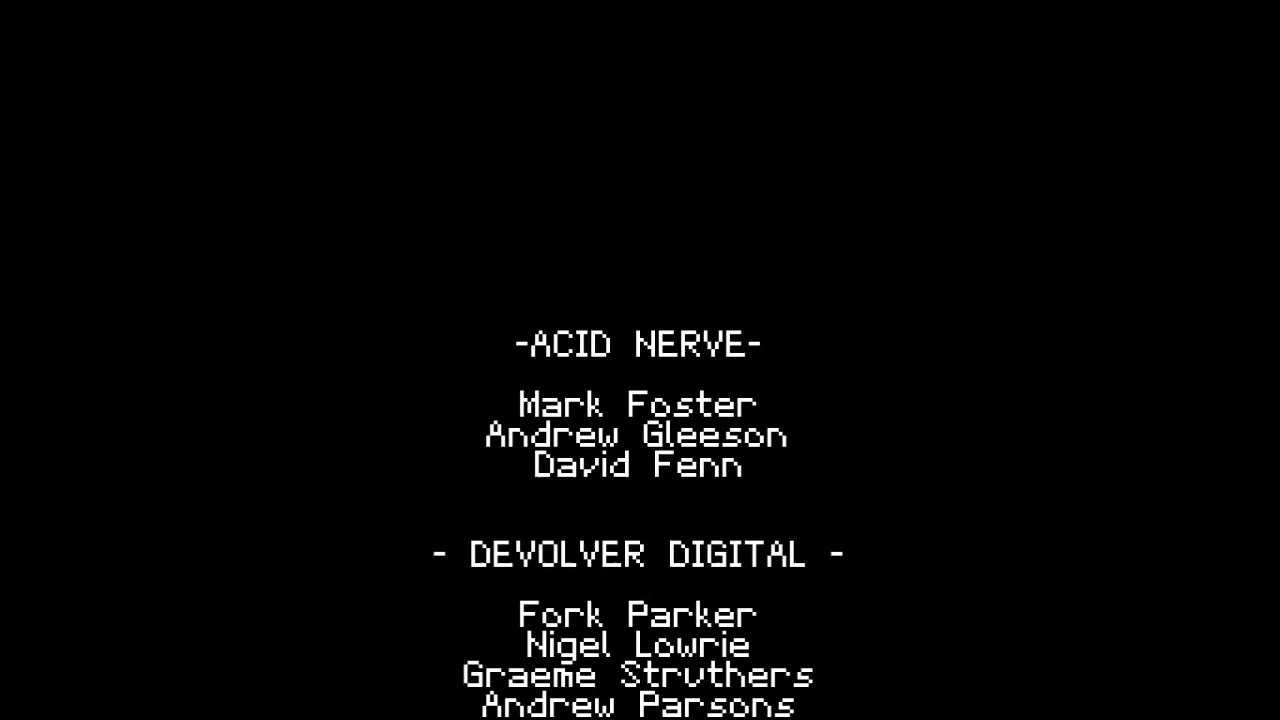 -ACID NERVE-
Mark Foster
Andrew Gleeson
David Fenn
- DEVOLVER DIGITAL -
Fork Parker
Nigel Lowrie
Graeme Struthers
Andrew Parsons